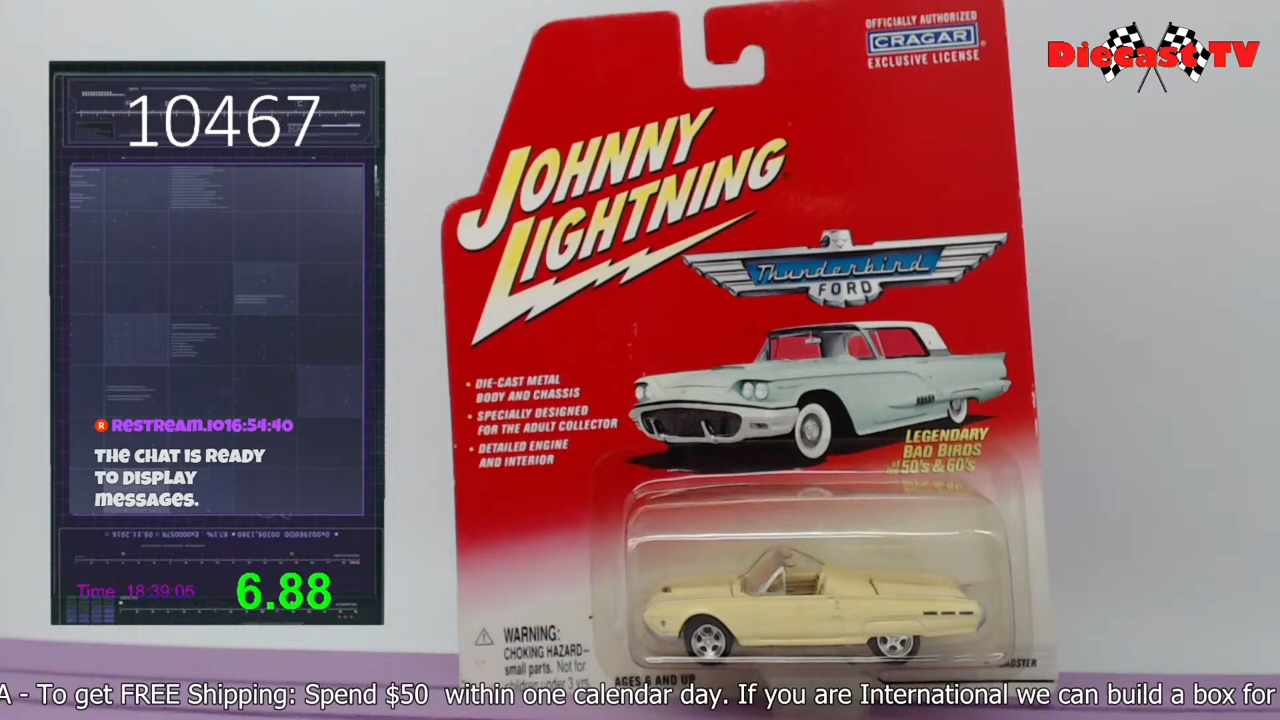 10467
Restream.io 16:54:40
The chat is ready
to display
messages.
Time 18:39:05
6.88
OFFICIALLY AUTHORIZED
CRAGAR
EXCLUSIVE LICENSE
JOHNNY
LIGHTNING
Thunderbird
FORD
• DIE-CAST METAL
BODY AND CHASSIS
• SPECIALLY DESIGNED
FOR THE ADULT COLLECTOR
• DETAILED ENGINE
AND INTERIOR
LEGENDARY
BAD BIRDS
of the 50's & 60's
WARNING:
CHOKING HAZARD–
small parts. Not for
children under 3 yrs.
AGES 6 AND UP
Diecast TV
A - To get FREE Shipping: Spend $50 within one calendar day. If you are International we can build a box for